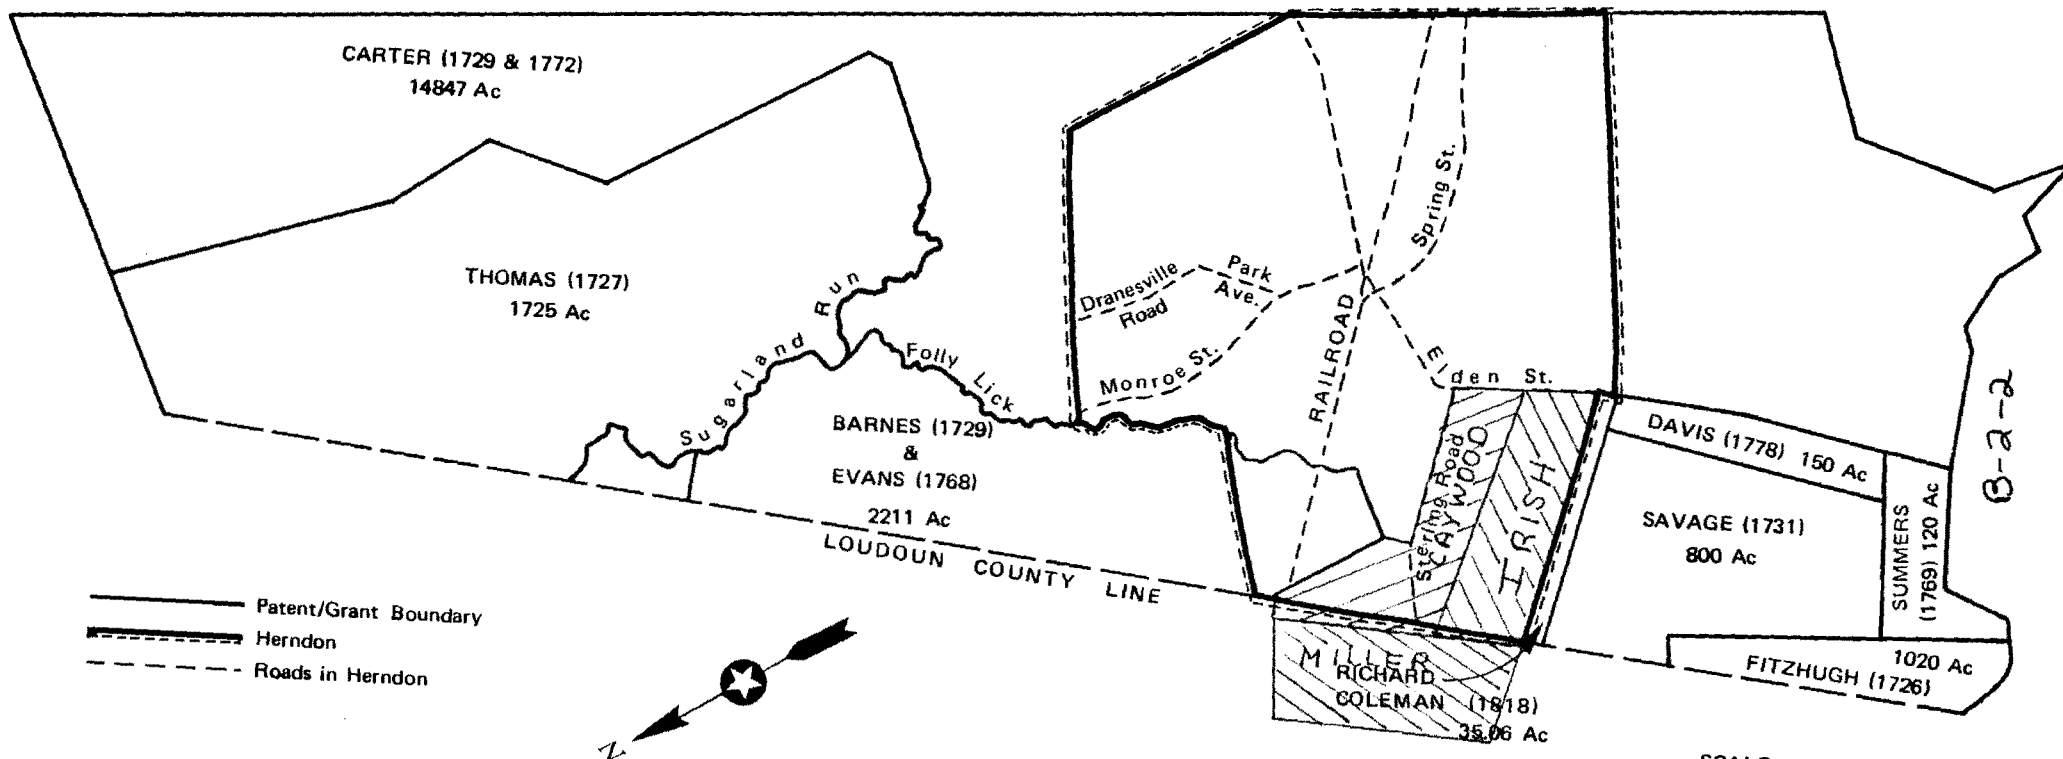 CARTER (1729 & 1772)
14847 Ac
THOMAS (1727)
1725 Ac
Sugarland Run
Folly Lick
BARNES (1729)
&
EVANS (1768)
2211 Ac
LOUDOUN COUNTY LINE
Dranesville
Road
Park
Ave.
Monroe St.
Spring St.
RAILROAD
Elden St.
Sterling Road
CAYWOOD
IRISH
DAVIS (1778) 150 Ac
SAVAGE (1731)
800 Ac
SUMMERS
(1769) 120 Ac
B-2-2
1020 Ac
FITZHUGH (1726)
MILLER
RICHARD
COLEMAN (1818)
35.06 Ac
Patent/Grant Boundary
Herndon
Roads in Herndon
N